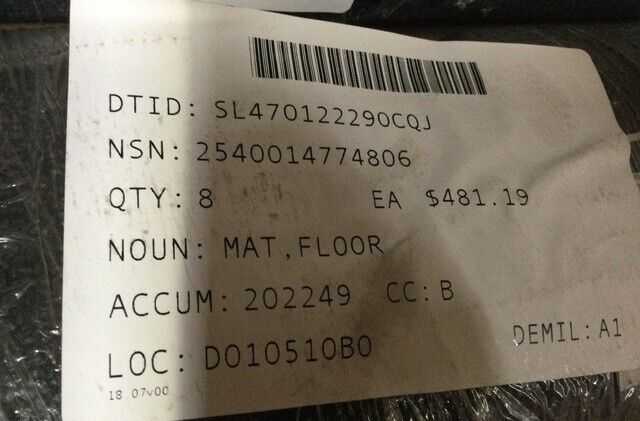 DTID: SL470122290CQJ
NSN: 2540014774806
QTY: 8 EA $481.19
NOUN: MAT, FLOOR
ACCUM: 202249 CC: B
LOC: D010510B0 DEMIL: A1
18 07v00